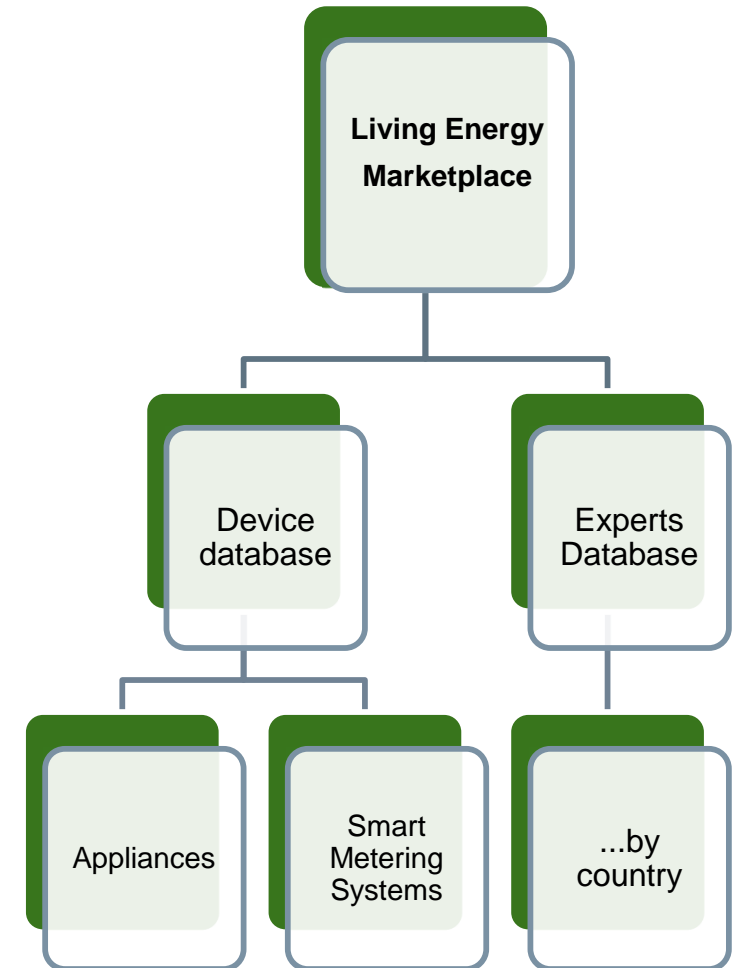 Living Energy
Marketplace
Device
database
Experts
Database
Appliances
Smart
Metering
Systems
...by
country